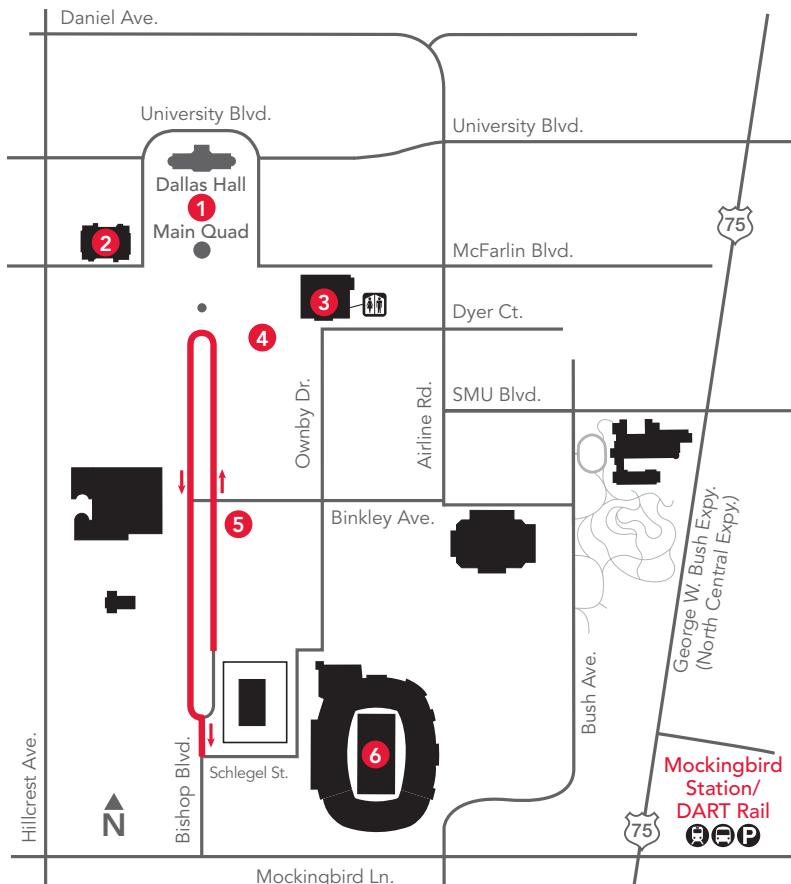 Daniel Ave.
University Blvd.
University Blvd.
Dallas Hall
1
Main Quad
2
75
McFarlin Blvd.
3
Dyer Ct.
4
SMU Blvd.
Ownby Dr.
Airline Rd.
Binkley Ave.
5
George W. Bush Expy.
(North Central Expy.)
Bush Ave.
6
Schlegel St.
Bishop Blvd.
Hillcrest Ave.
N
Mockingbird
Station/
DART Rail
P
75
Mockingbird Ln.